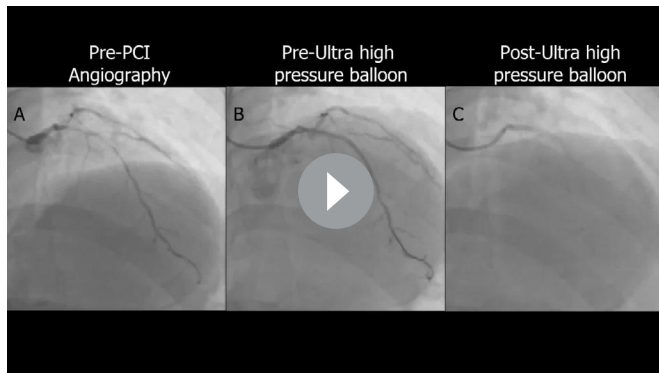 Pre-PCI
Angiography
Pre-Ultra high
pressure balloon
Post-Ultra high
pressure balloon
A
B
C